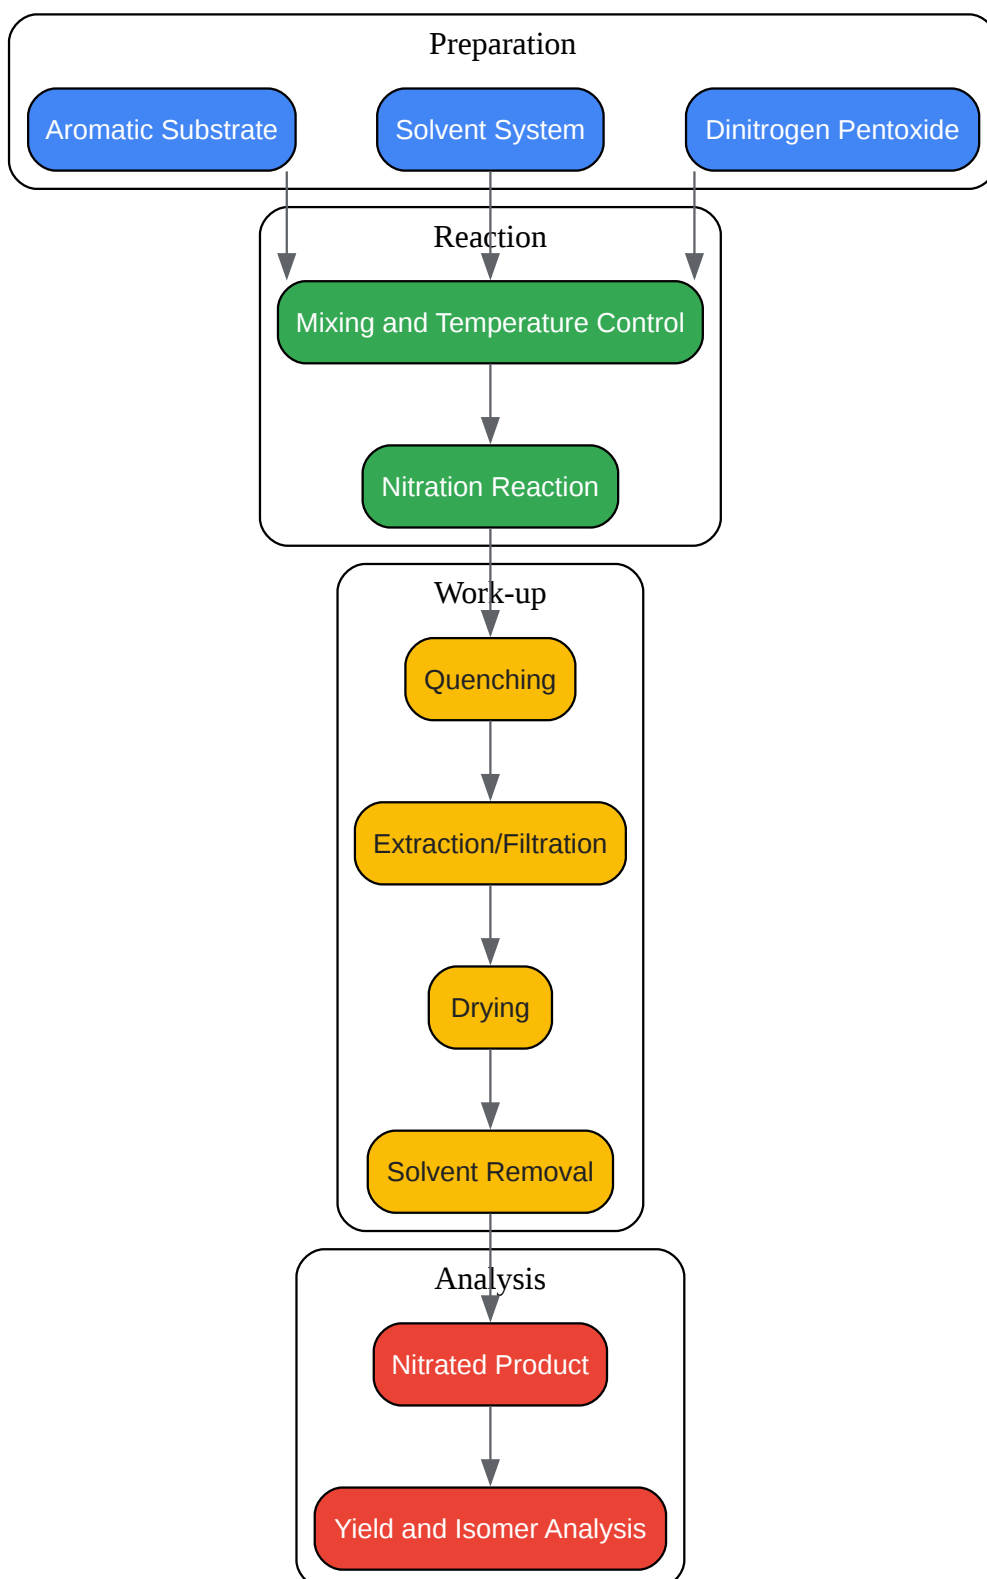 Preparation
Aromatic Substrate
Solvent System
Dinitrogen Pentoxide
Reaction
Mixing and Temperature Control
Nitration Reaction
Work-up
Quenching
Extraction/Filtration
Drying
Solvent Removal
Analysis
Nitrated Product
Yield and Isomer Analysis